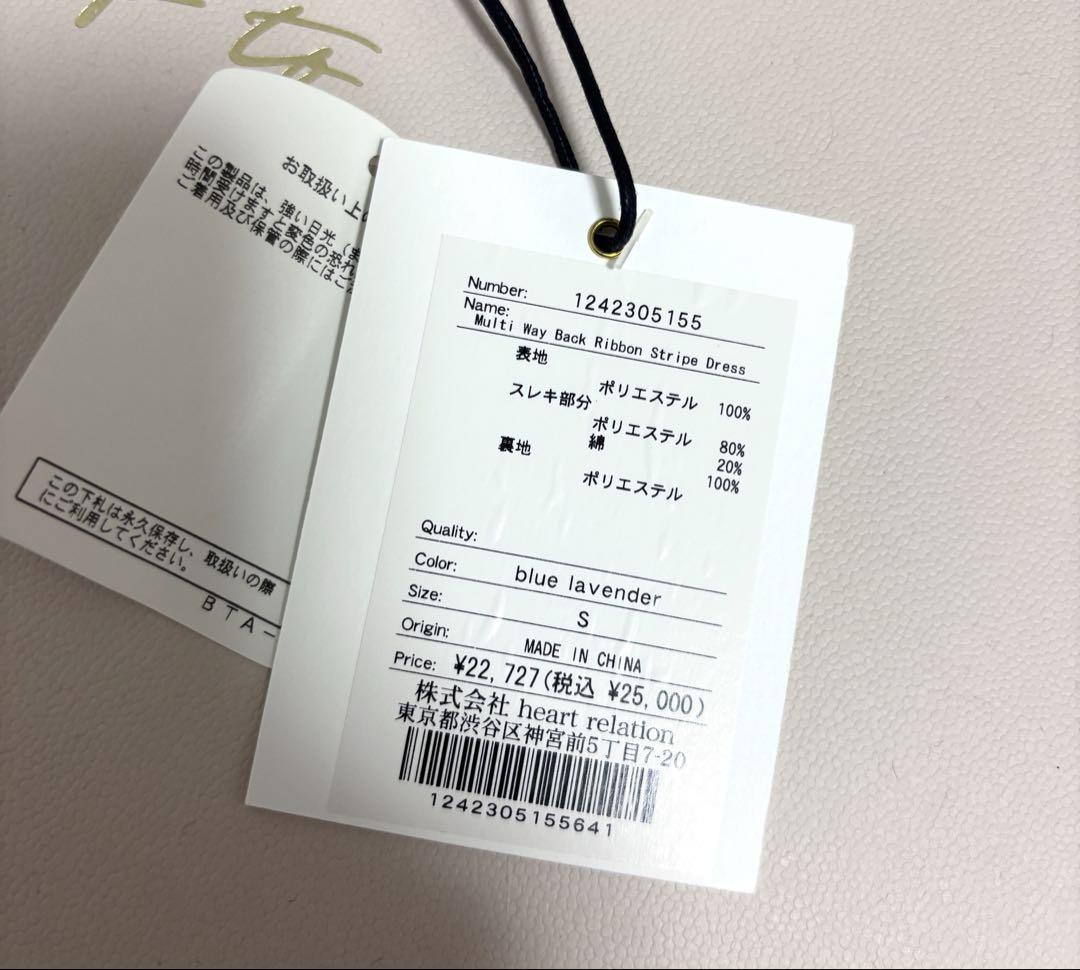 to
お取扱い上の
この製品は、強い日光(
時間受けますと変色の恐れ
ご着用及び保管の際にはご
この下札は永久保存し、取扱いの際
にご利用してください。
BTA-
Number: 1242305155
Name:
Multi Way Back Ribbon Stripe Dress
表地
ポリエステル 100%
スレキ部分
ポリエステル 80%
綿 20%
裏地
ポリエステル 100%
Quality:
Color: blue lavender
Size: S
Origin: MADE IN CHINA
Price: ¥22,727(税込 ¥25,000)
株式会社 heart relation
東京都渋谷区神宮前5丁目7-20
1242305155641